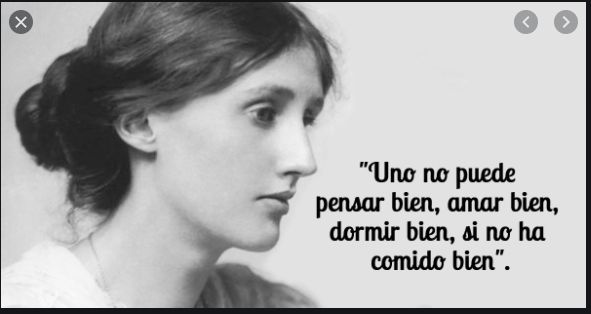 "Uno no puede
pensar bien, amar bien,
dormir bien, si no ha
comido bien".